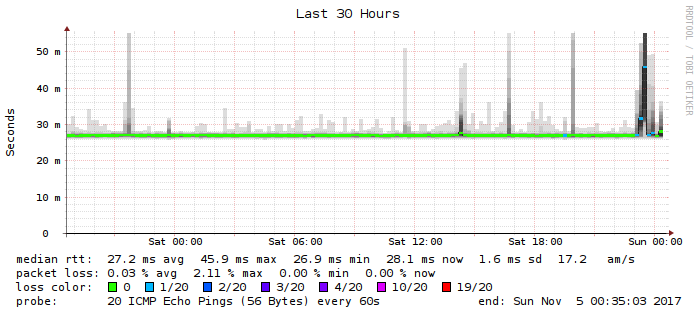 Last 30 Hours
RRDTOOL / TOBI OETIKER
Seconds
50 m
40 m
30 m
20 m
10 m
0
Sat 00:00 Sat 06:00 Sat 12:00 Sat 18:00 Sun 00:00
median rtt: 27.2 ms avg 45.9 ms max 26.9 ms min 28.1 ms now 1.6 ms sd 17.2 am/s
packet loss: 0.03 % avg 2.11 % max 0.00 % min 0.00 % now
loss color: 0 1/20 2/20 3/20 4/20 10/20 19/20
probe: 20 ICMP Echo Pings (56 Bytes) every 60s end: Sun Nov 5 00:35:03 2017